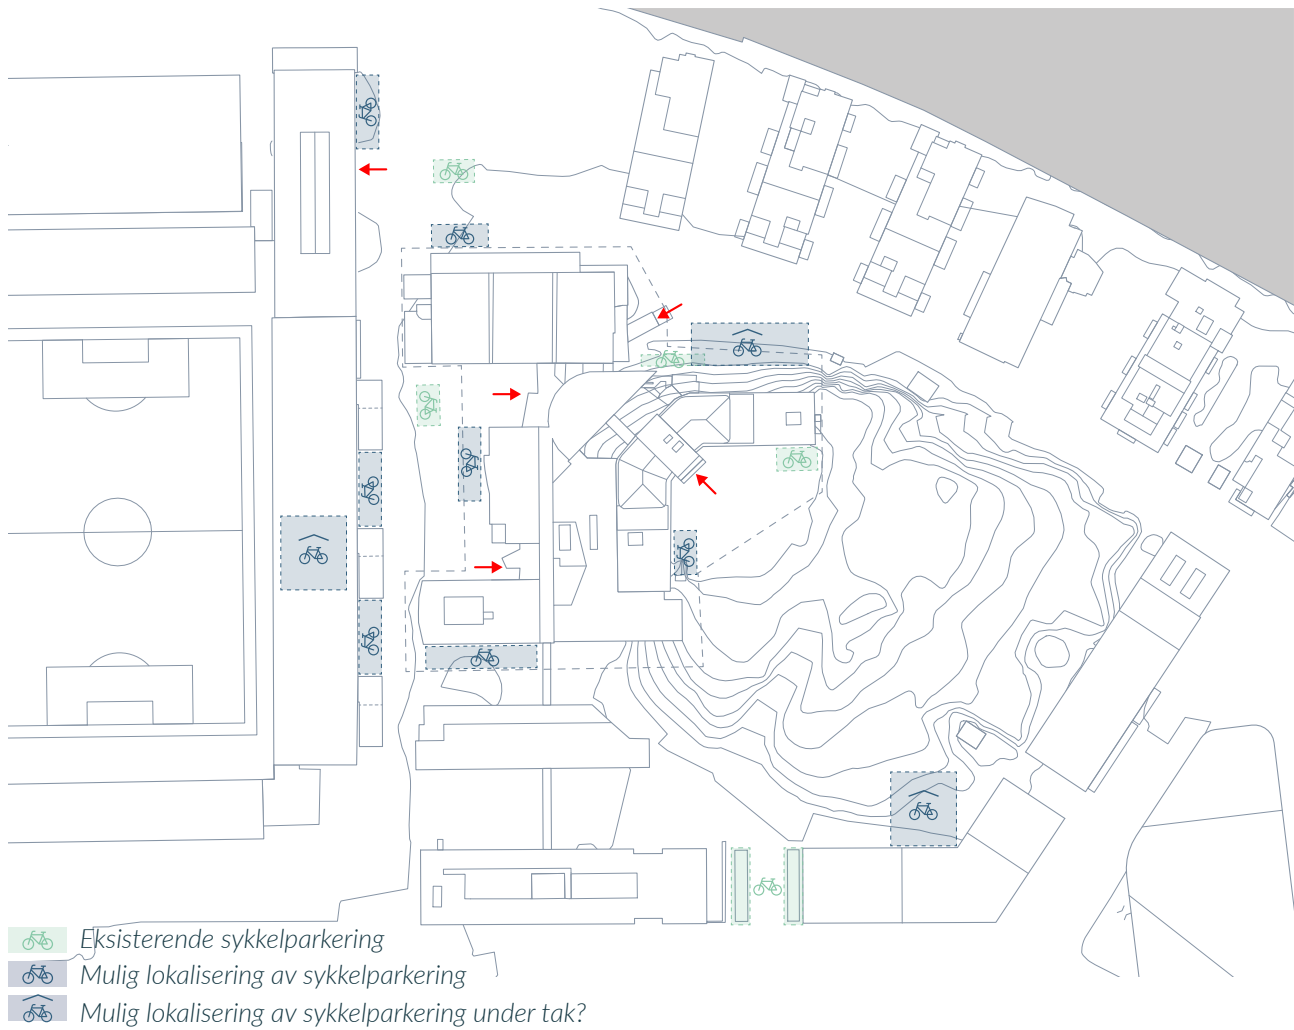 Eksisterende sykkelparkering
Mulig lokalisering av sykkelparkering
Mulig lokalisering av sykkelparkering under tak?